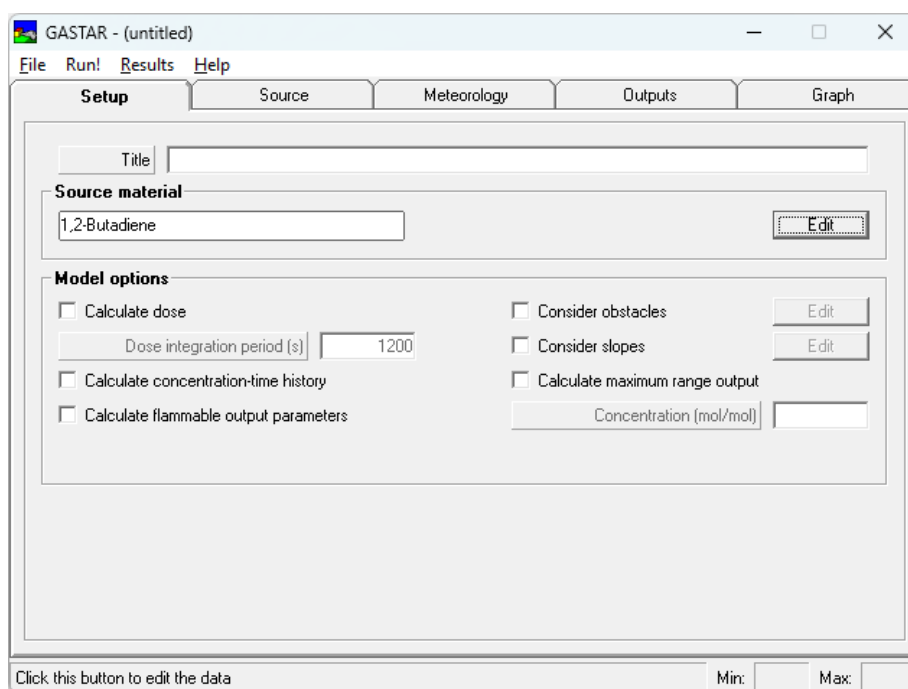 GASTAR - (untitled)
File Run! Results Help
Setup Source Meteorology Outputs Graph
Title
Source material
1,2-Butadiene Edit
Model options
Calculate dose Consider obstacles Edit
Dose integration period (s) 1200 Consider slopes Edit
Calculate concentration-time history Calculate maximum range output
Calculate flammable output parameters Concentration (mol/mol)
Click this button to edit the data Min: Max: